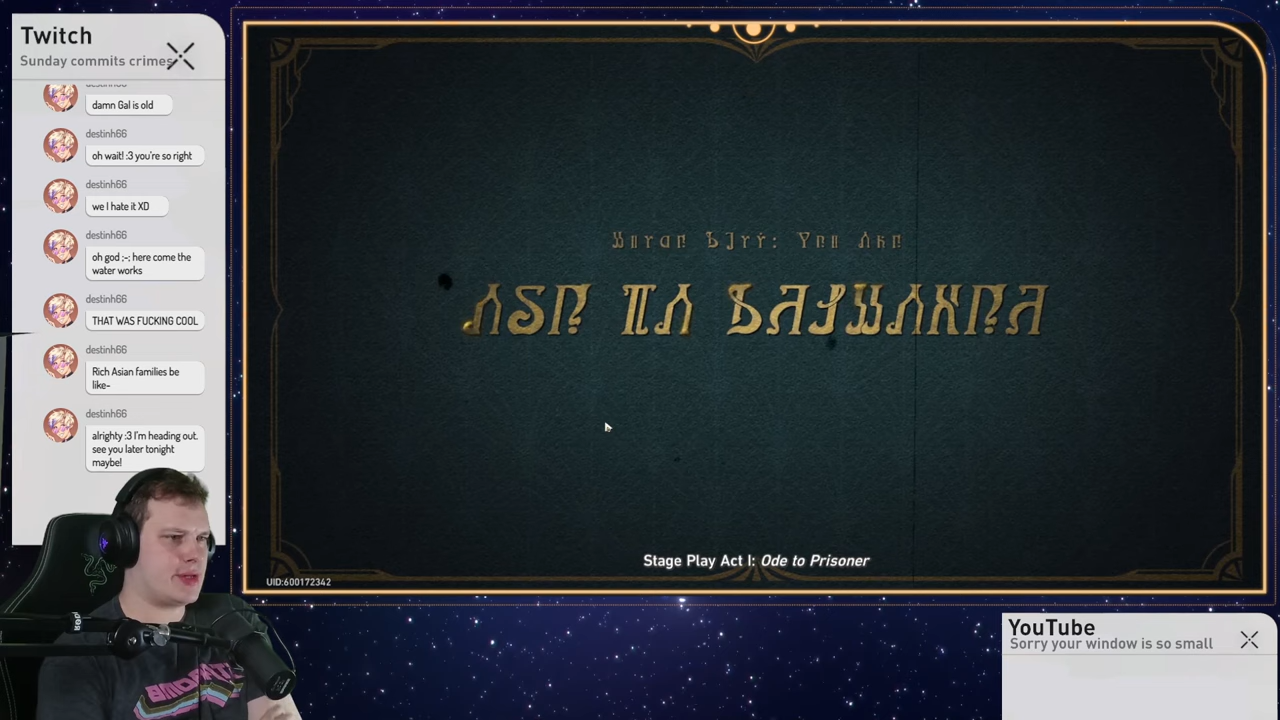 Twitch
Sunday commits crimes
damn Gal is old
destinh66
oh wait! :3 you're so right
destinh66
we I hate it XD
destinh66
oh god ;-; here come the
water works
destinh66
THAT WAS FUCKING COOL
destinh66
Rich Asian families be
like-
destinh66
alrighty :3 I'm heading out.
see you later tonight
maybe!
Stage Play Act I: Ode to Prisoner
UID:600172342
YouTube
Sorry your window is so small